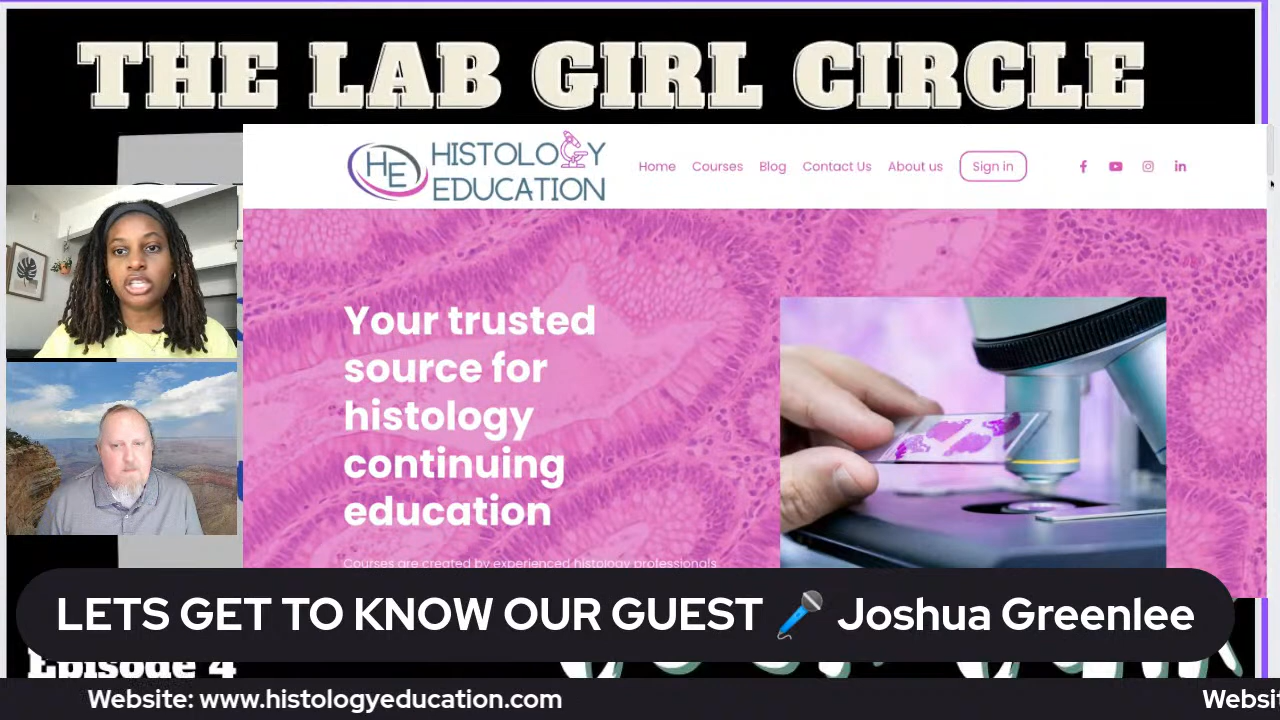 THE LAB GIRL CIRCLE
HE HISTOLOGY
EDUCATION
Home Courses Blog Contact Us About us Sign in
Your trusted
source for
histology
continuing
education
Courses are created by experienced histology professionals
LETS GET TO KNOW OUR GUEST 🎤 Joshua Greenlee
Episode 4
Website: www.histologyeducation.com